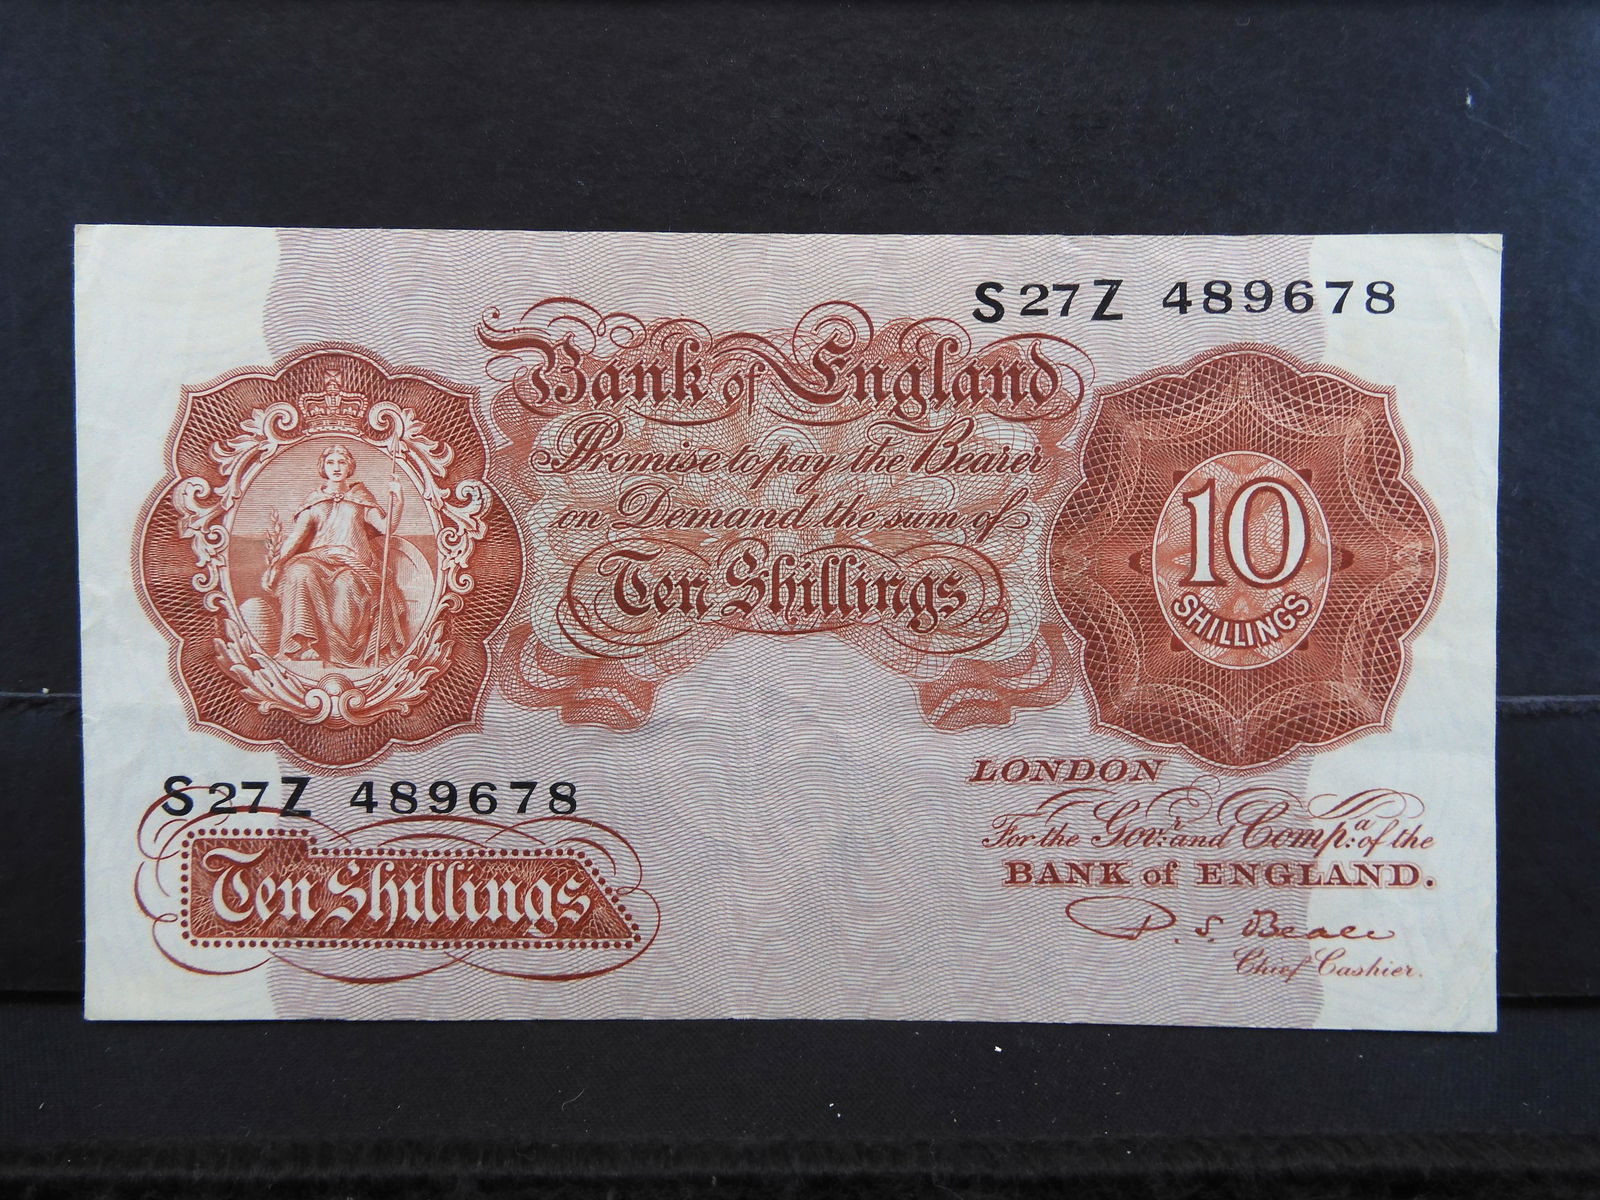 S27Z 489678
Bank of England
Promise to pay the Bearer
on Demand the sum of
Ten Shillings
10
SHILLINGS
S27Z 489678
Ten Shillings
LONDON
For the Govr. and Compa. of the
BANK of ENGLAND.
P. S. Beale
Chief Cashier.